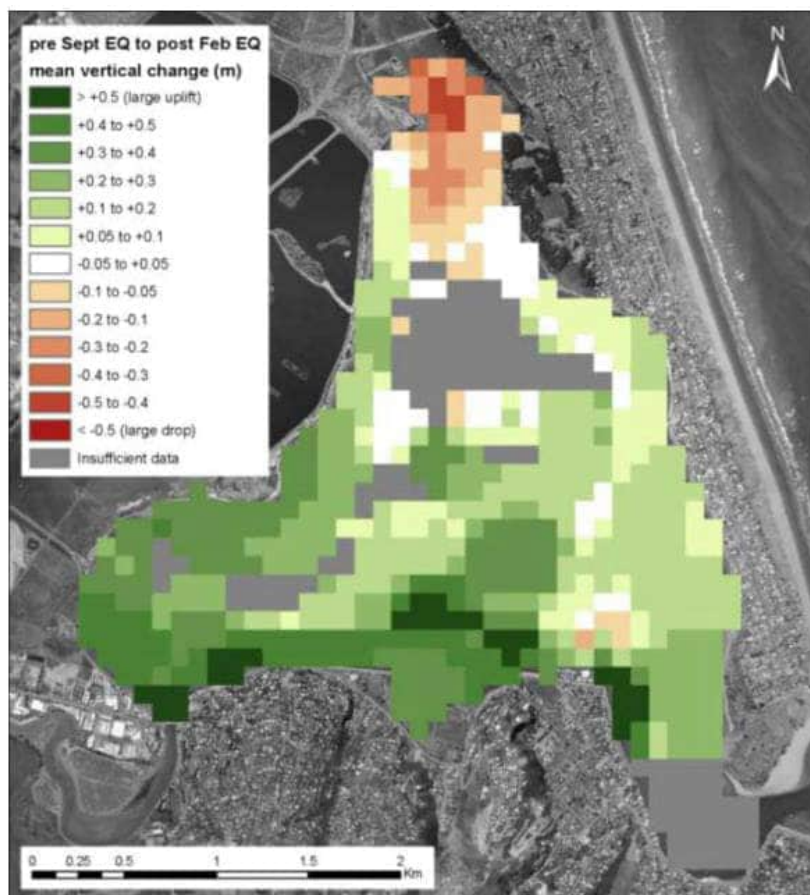 pre Sept EQ to post Feb EQ
mean vertical change (m)
> +0.5 (large uplift)
+0.4 to +0.5
+0.3 to +0.4
+0.2 to +0.3
+0.1 to +0.2
+0.05 to +0.1
-0.05 to +0.05
-0.1 to -0.05
-0.2 to -0.1
-0.3 to -0.2
-0.4 to -0.3
-0.5 to -0.4
< -0.5 (large drop)
Insufficient data
N
0 0.25 0.5 1 1.5 2
Km